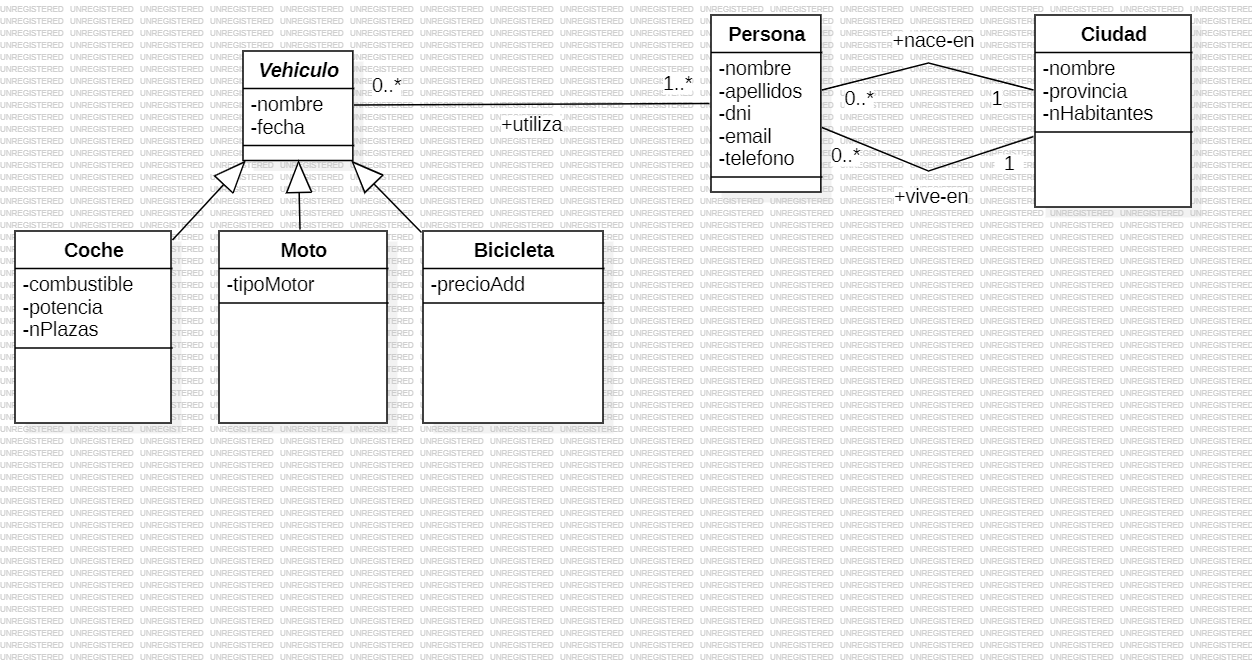 Vehiculo
-nombre
-fecha
0..*
1..*
+utiliza
Persona
-nombre
-apellidos
-dni
-email
-telefono
+nace-en
0..*
1
0..*
1
+vive-en
Ciudad
-nombre
-provincia
-nHabitantes
Coche
-combustible
-potencia
-nPlazas
Moto
-tipoMotor
Bicicleta
-precioAdd
UNREGISTERED